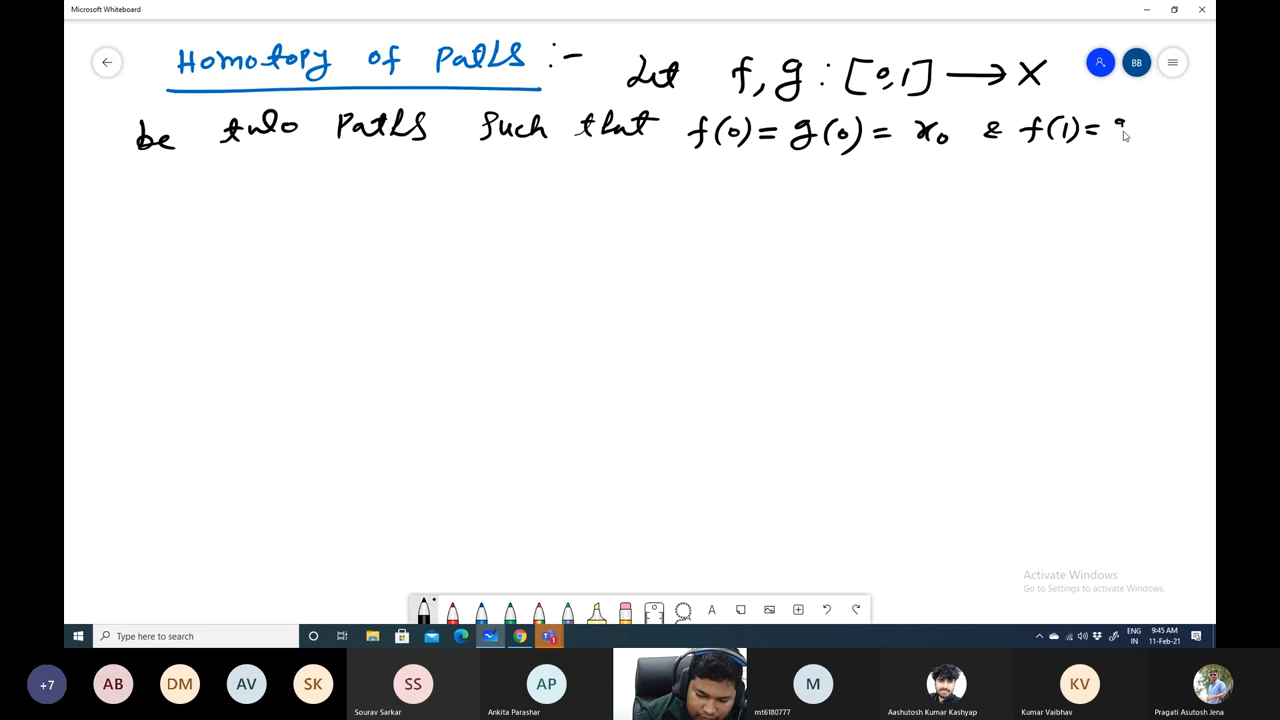 Microsoft Whiteboard
Homotopy of Paths :- Let f, g : [0,1] ⟶ X
be two Paths such that f(0) = g(0) = x₀ & f(1) =
BB
Activate Windows
Go to Settings to activate Windows.
A
Type here to search
ENG
IN
9:45 AM
11-Feb-21
+7
AB
DM
AV
SK
SS
Sourav Sarkar
AP
Ankita Parashar
M
mt6180777
Aashutosh Kumar Kashyap
KV
Kumar Vaibhav
Pragati Asutosh Jena